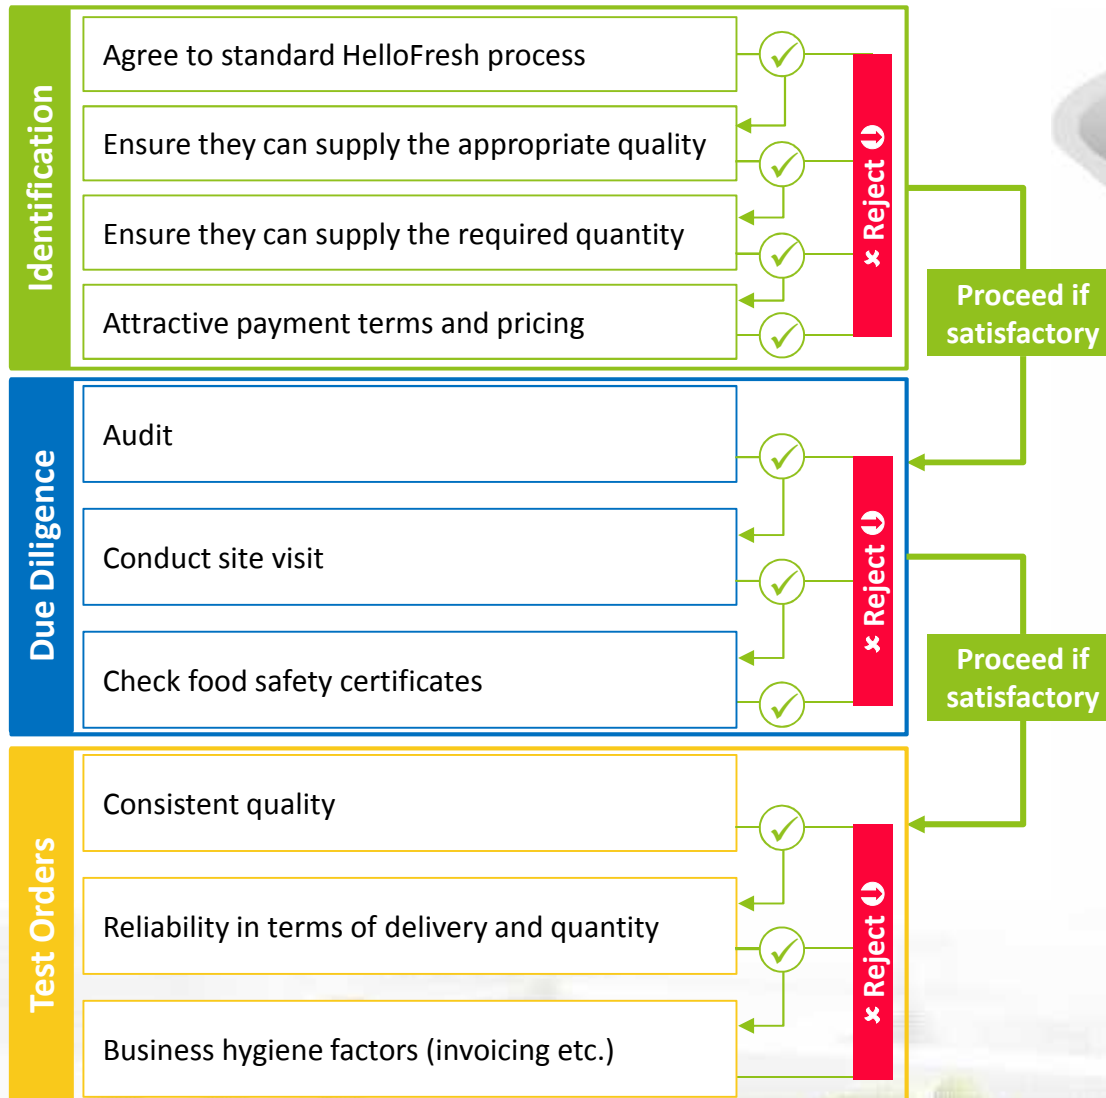 Identification
Agree to standard HelloFresh process
Ensure they can supply the appropriate quality
Ensure they can supply the required quantity
Attractive payment terms and pricing
Reject
Proceed if
satisfactory
Due Diligence
Audit
Conduct site visit
Check food safety certificates
Reject
Proceed if
satisfactory
Test Orders
Consistent quality
Reliability in terms of delivery and quantity
Business hygiene factors (invoicing etc.)
Reject